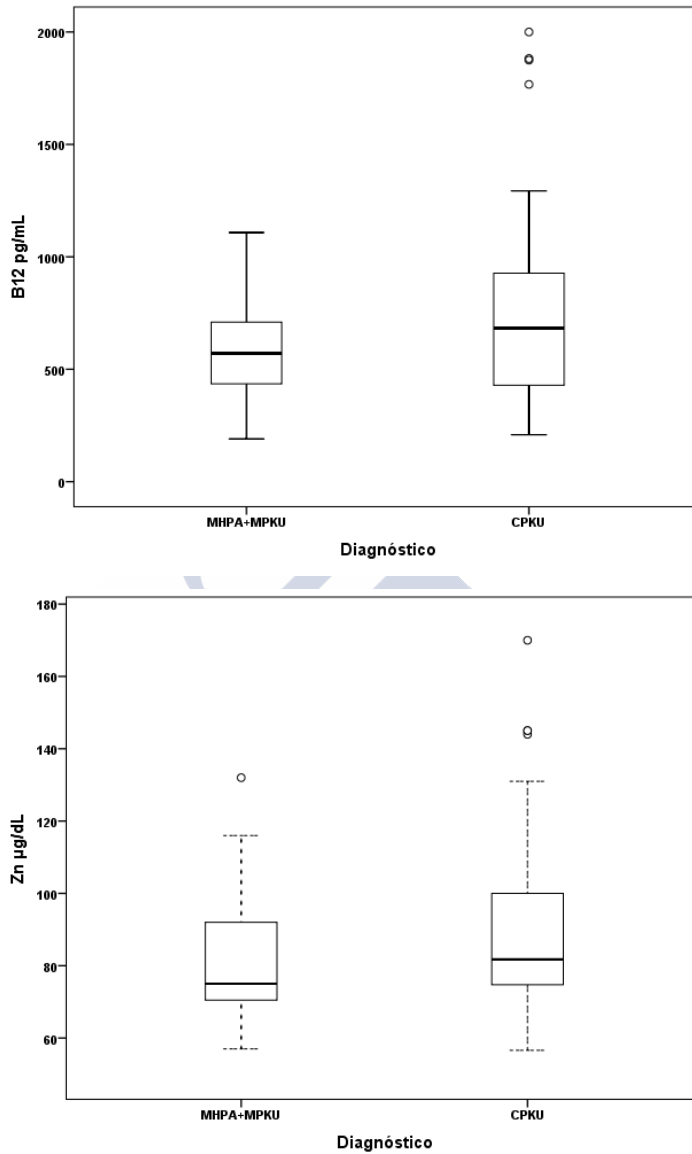 2000
1500
1000
500
0
B12 pg/mL
MHPA+MPKU CPKU
Diagnóstico
180
160
140
120
100
80
60
Zn µg/dL
MHPA+MPKU CPKU
Diagnóstico